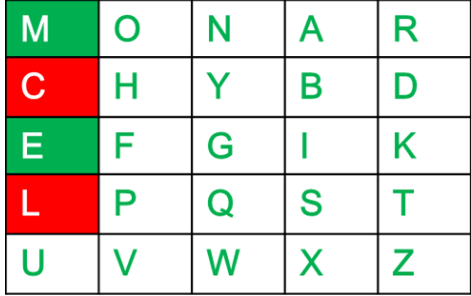 M O N A R
C H Y B D
E F G I K
L P Q S T
U V W X Z